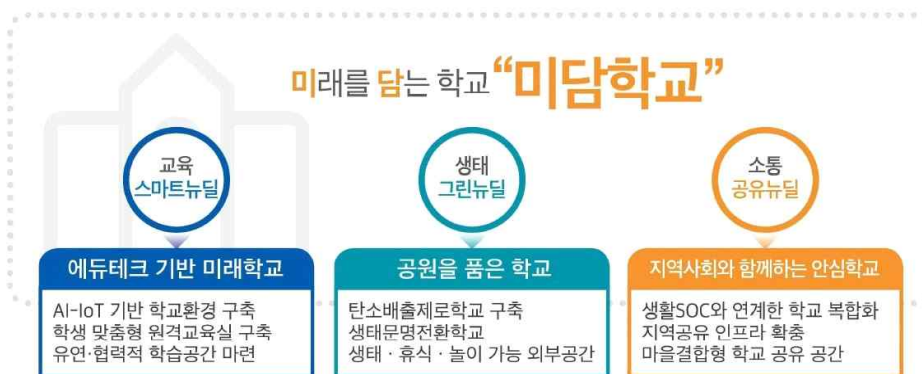 미래를 담는 학교 “미담학교”
교육
스마트뉴딜
에듀테크 기반 미래학교
AI-IoT 기반 학교환경 구축
학생 맞춤형 원격교육실 구축
유연·협력적 학습공간 마련
생태
그린뉴딜
공원을 품은 학교
탄소배출제로학교 구축
생태문명전환학교
생태·휴식·놀이 가능 외부공간
소통
공유뉴딜
지역사회와 함께하는 안심학교
생활SOC와 연계한 학교 복합화
지역공유 인프라 확충
마을결합형 학교 공유 공간